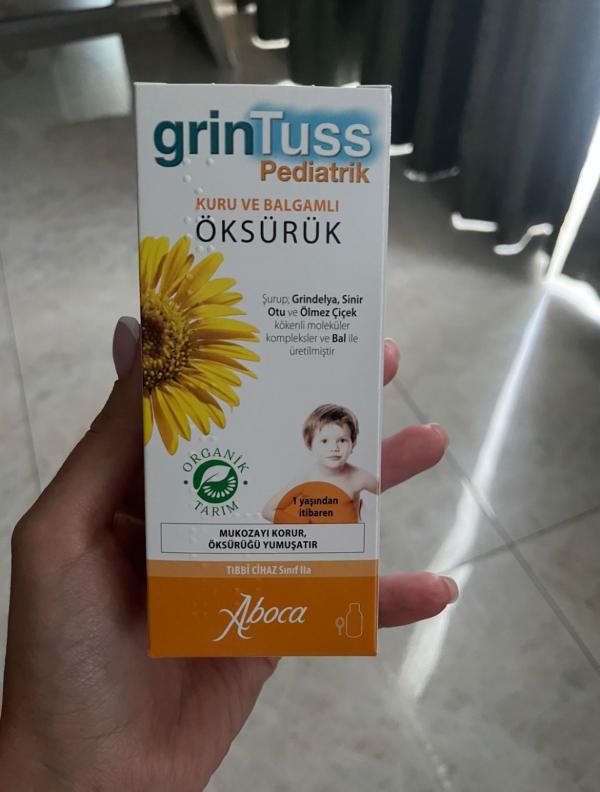 grinTuss
Pediatrik
KURU VE BALGAMLI
ÖKSÜRÜK
Şurup; Grindelya, Sinir
Otu ve Ölmez Çiçek
kökenli moleküler
kompleksler ve Bal ile
üretilmiştir
ORGANİK
TARIM
1 yaşından
itibaren
MUKOZAYI KORUR,
ÖKSÜRÜĞÜ YUMUŞATIR
TIBBİ CİHAZ Sınıf IIa
Aboca